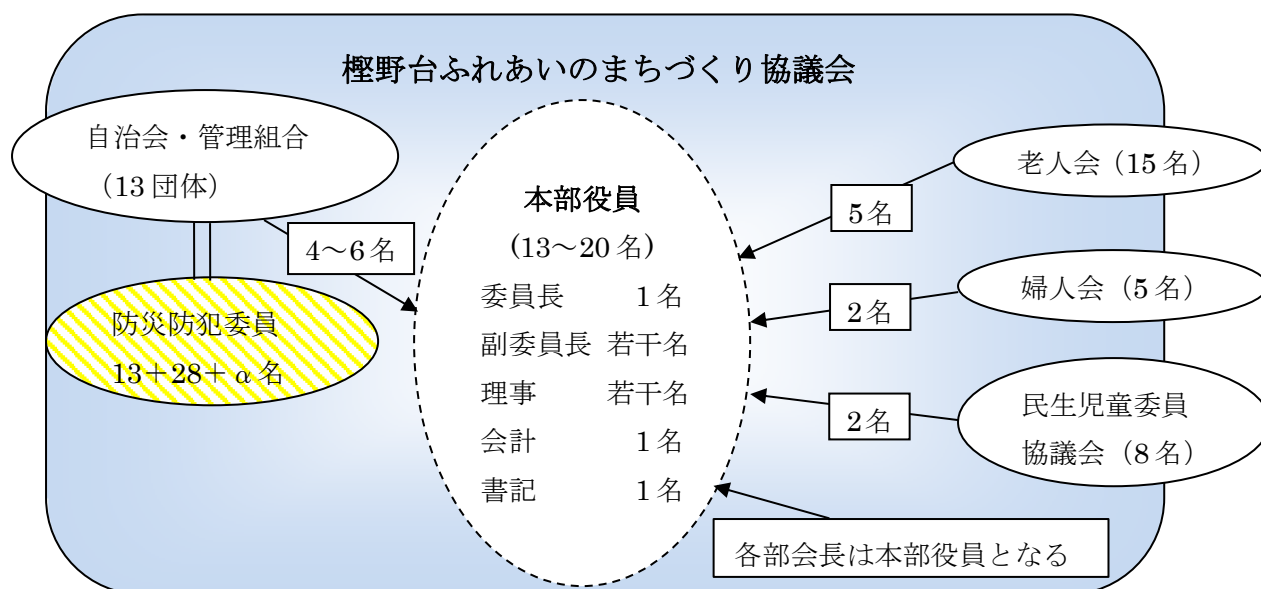 樫野台ふれあいのまちづくり協議会
自治会・管理組合
（13団体）
4～6名
防災防犯委員
13＋28＋α名
本部役員
(13～20名)
委員長 1名
副委員長 若干名
理事 若干名
会計 1名
書記 1名
老人会（15名）
5名
婦人会（5名）
2名
民生児童委員
協議会（8名）
2名
各部会長は本部役員となる